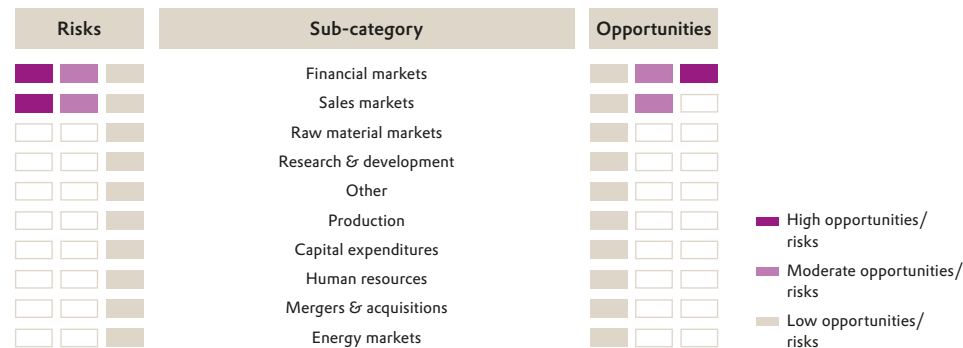 Risks
Sub-category
Opportunities
Financial markets
Sales markets
Raw material markets
Research & development
Other
Production
Capital expenditures
Human resources
Mergers & acquisitions
Energy markets
High opportunities/
risks
Moderate opportunities/
risks
Low opportunities/
risks